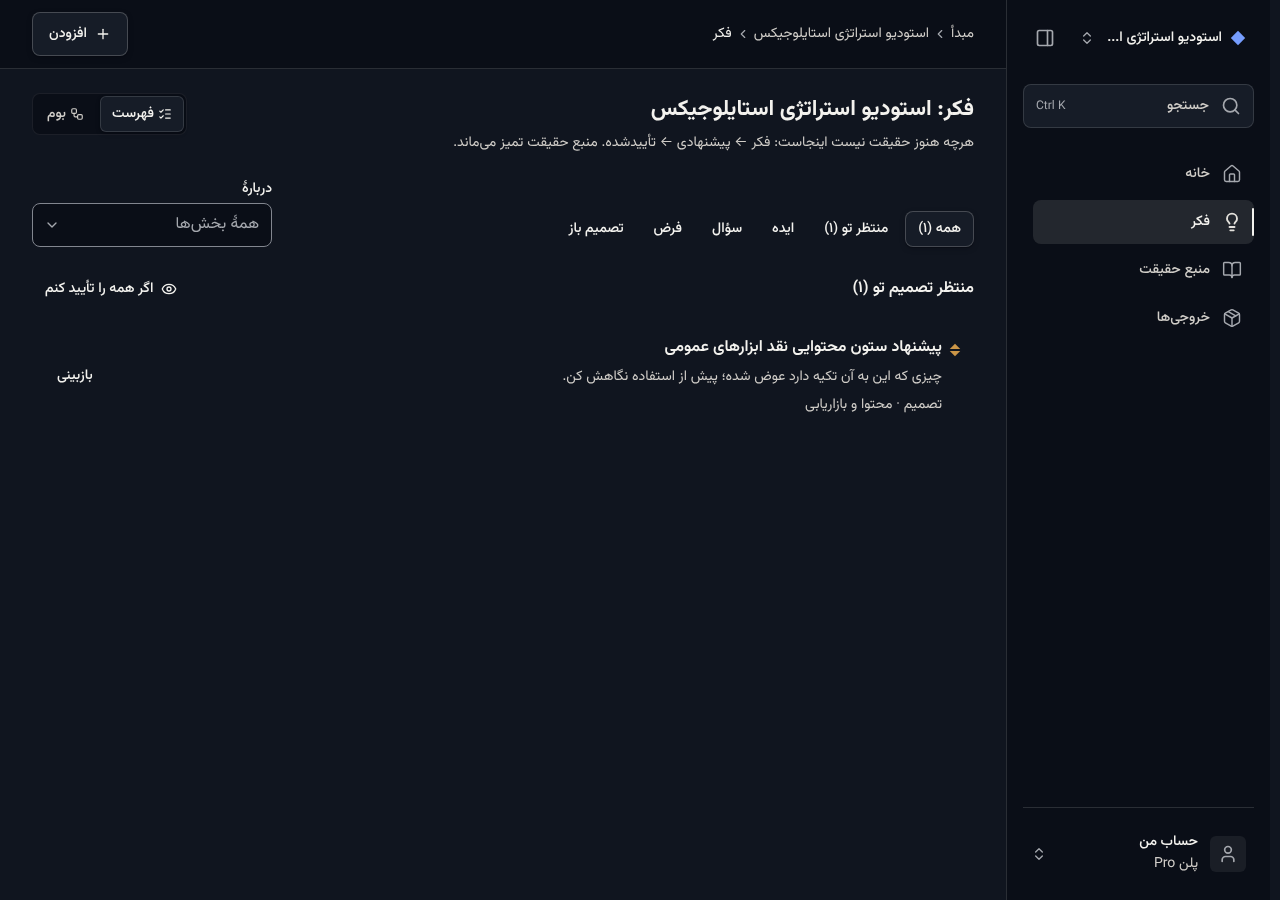 استودیو استراتژی ا...
جستجو
Ctrl K
خانه
فکر
منبع حقیقت
خروجی‌ها
حساب من
پلن Pro
مبدأ › استودیو استراتژی استایلوجیکس › فکر
افزودن
فکر: استودیو استراتژی استایلوجیکس
هرچه هنوز حقیقت نیست اینجاست: فکر ← پیشنهادی ← تأییدشده. منبع حقیقت تمیز می‌ماند.
فهرست
بوم
دربارهٔ
همهٔ بخش‌ها
همه (۱)
منتظر تو (۱)
ایده
سؤال
فرض
تصمیم باز
منتظر تصمیم تو (۱)
اگر همه را تأیید کنم
پیشنهاد ستون محتوایی نقد ابزارهای عمومی
چیزی که این به آن تکیه دارد عوض شده؛ پیش از استفاده نگاهش کن.
تصمیم · محتوا و بازاریابی
بازبینی